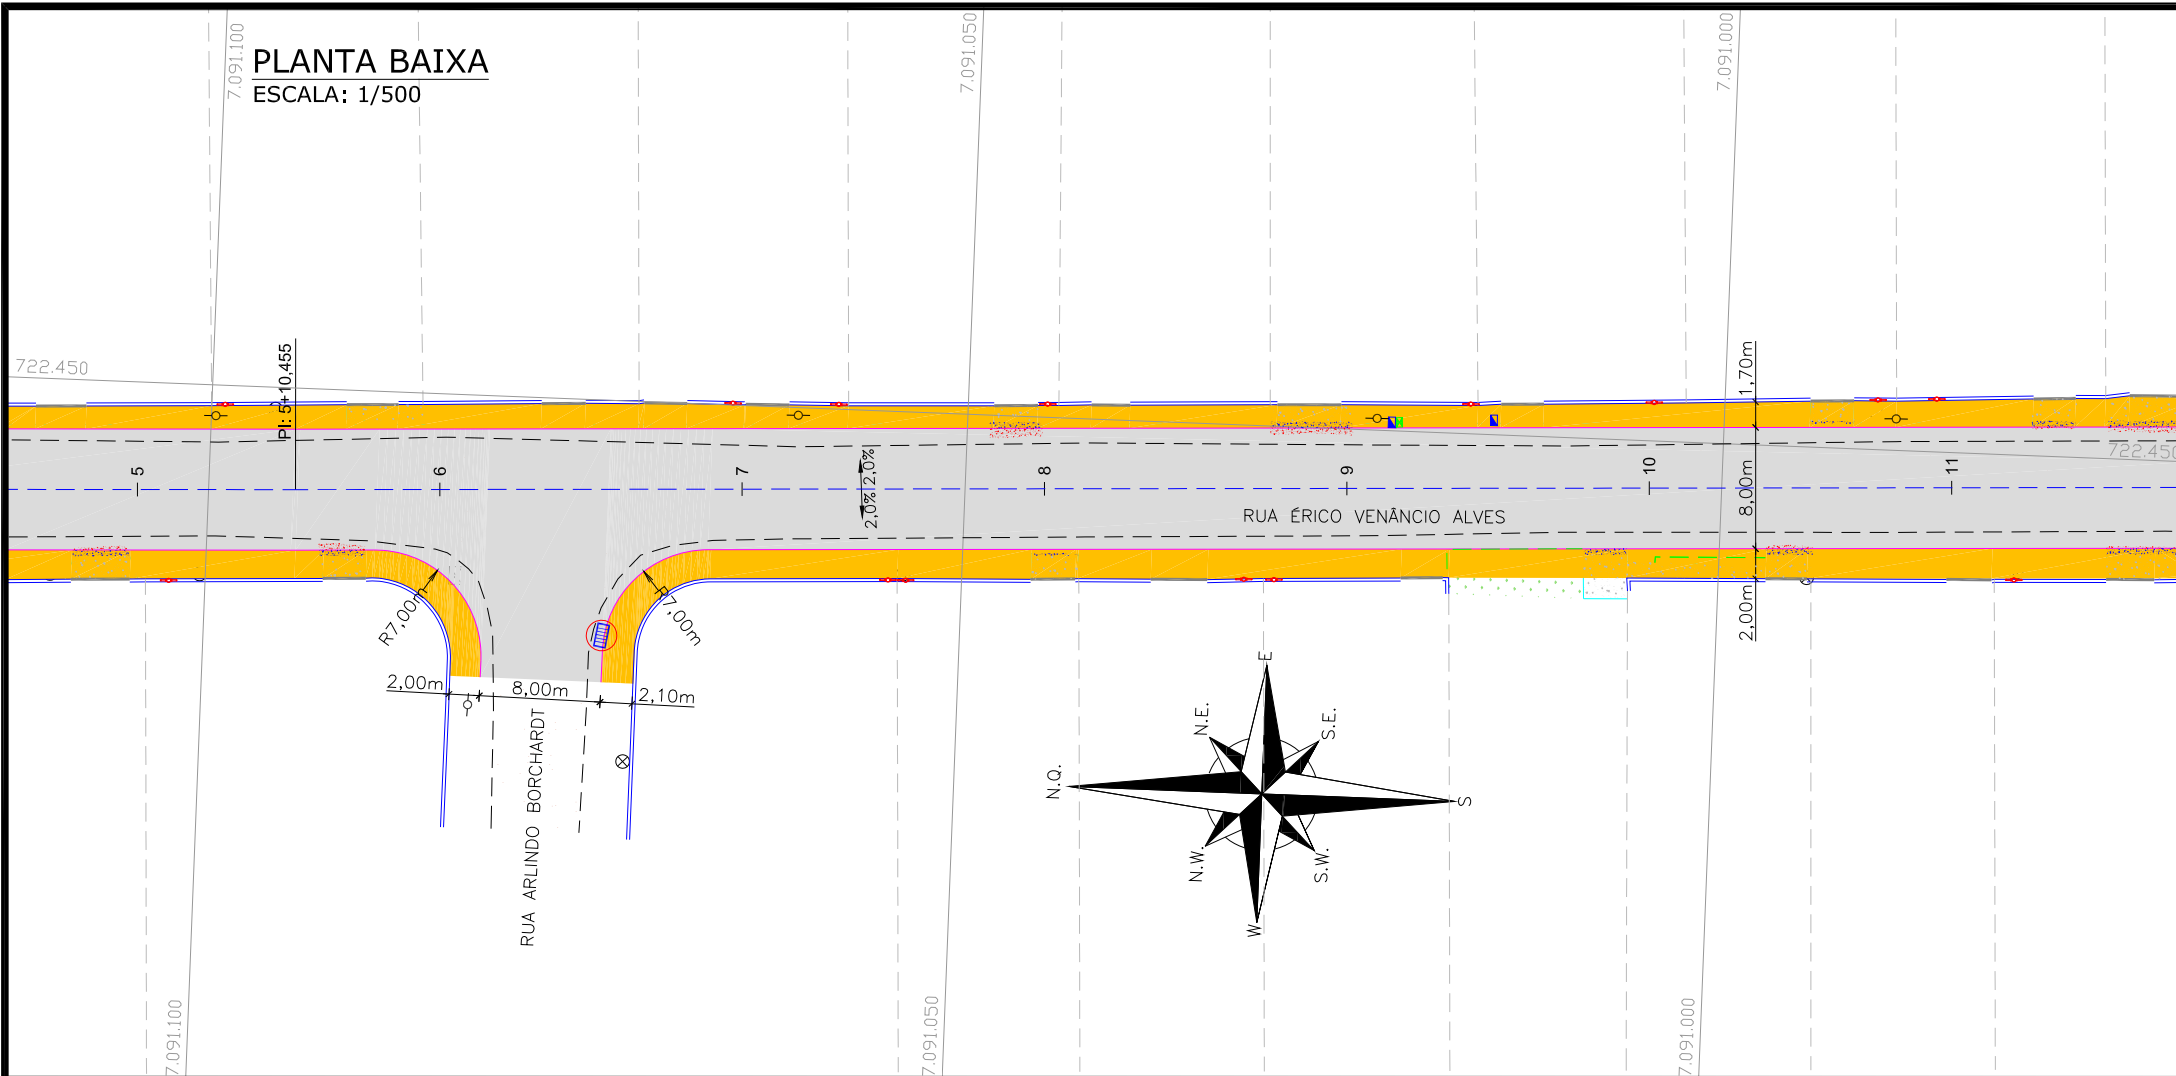 PLANTA BAIXA
ESCALA: 1/500
7.091.100
7.091.050
7.091.000
722.450
PI: 5+10,455
1,70m
722.450
5
6
7
8
9
10
11
2,0% 2,0%
8,00m
RUA ÉRICO VENÂNCIO ALVES
R7,00m
R7,00m
2,00m
2,00m
8,00m
2,10m
RUA ARLINDO BORCHARDT
E
N.E.
S.E.
N.Q.
S
N.W.
S.W.
W
7.091.100
7.091.050
7.091.000